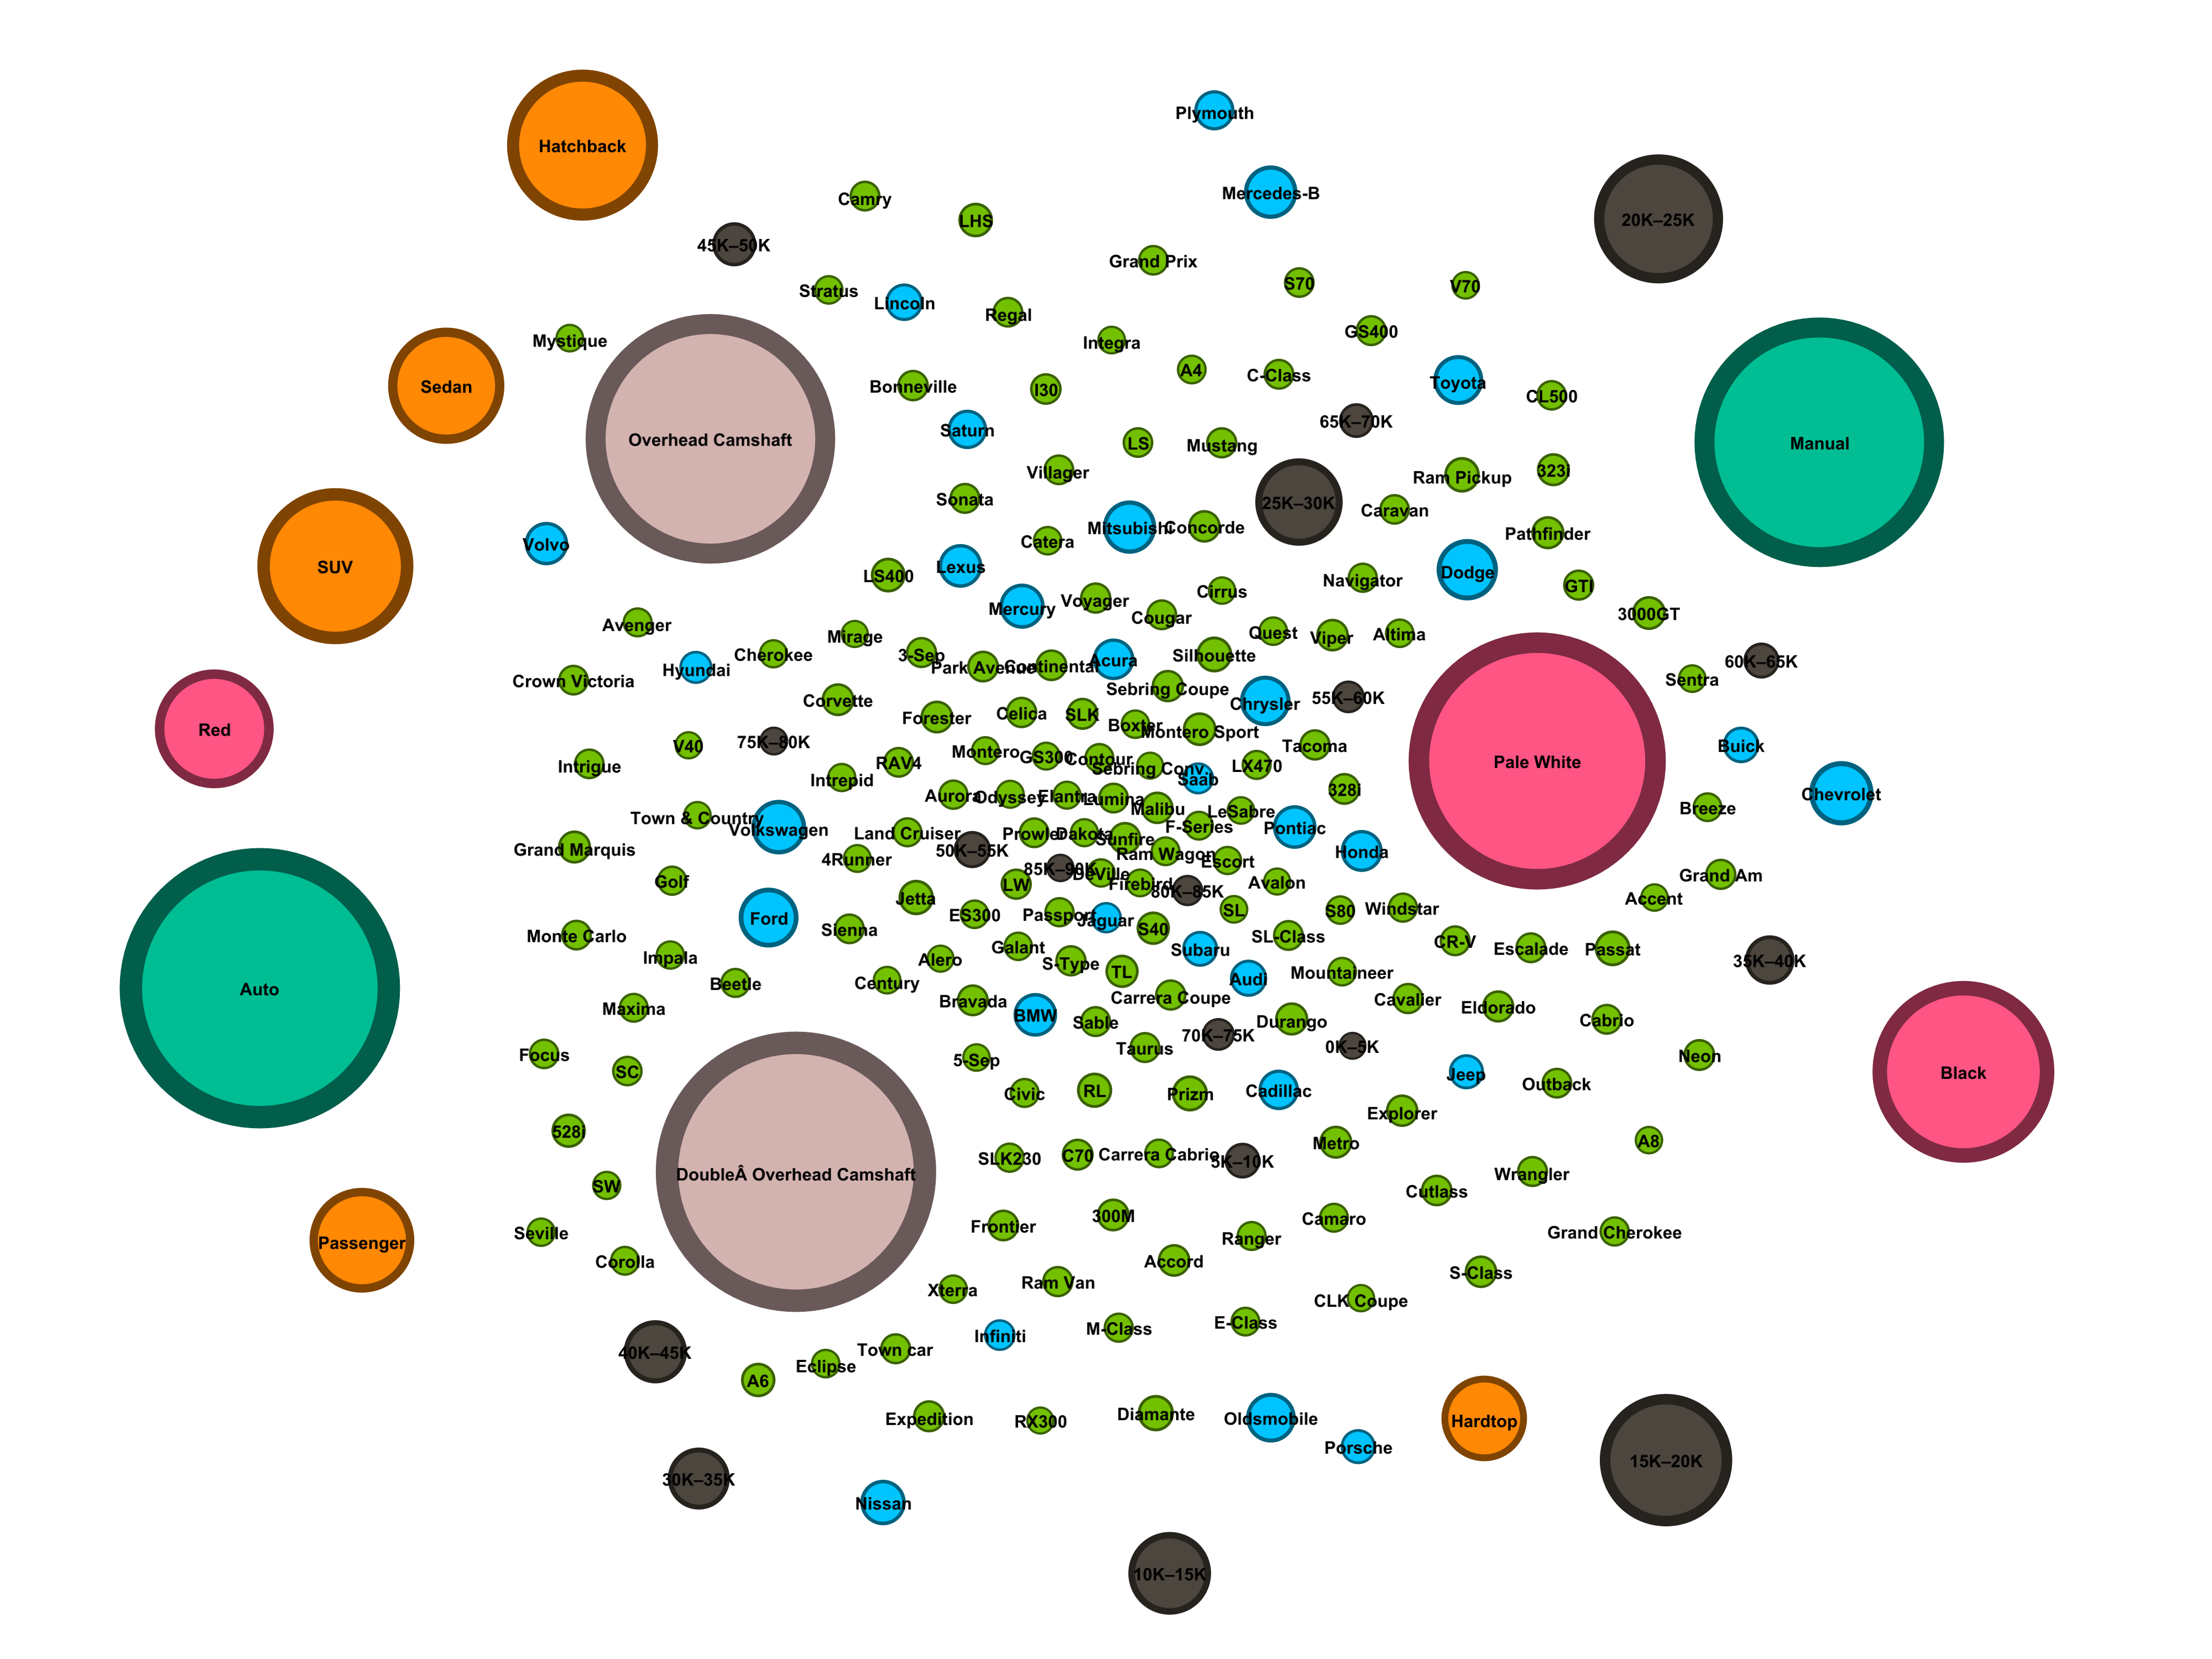 Plymouth
Hatchback
Mercedes-B
Camry
LHS
20K–25K
45K–50K
Grand Prix
S70
V70
Stratus
Lincoln
Regal
GS400
Mystique
Integra
A4
C-Class
Toyota
Sedan
Bonneville
I30
CL500
65K–70K
Saturn
Overhead Camshaft
LS
Mustang
Manual
Villager
Ram Pickup
323i
Sonata
25K–30K
Caravan
Mitsubishi
Concorde
Pathfinder
Volvo
Catera
SUV
Lexus
LS400
Dodge
Navigator
GTI
Cirrus
Voyager
Mercury
Cougar
3000GT
Avenger
Mirage
Quest
Viper
Altima
Cherokee
3-Sep
Silhouette
Hyundai
Park Avenue
Continental
Acura
60K–65K
Crown Victoria
Sebring Coupe
Sentra
Corvette
Chrysler
55K–60K
Forester
Celica
SLK
Red
Boxter
Montero Sport
75K–80K
V40
Montero
GS300
Contour
Tacoma
Buick
Intrigue
RAV4
Sebring Conv.
LX470
Pale White
Intrepid
Saab
328i
Chevrolet
Aurora
Odyssey
Elantra
Lumina
Malibu
LeSabre
Breeze
Town & Country
Volkswagen
Land Cruiser
Prowler
Dakota
Sunfire
F-Series
Pontiac
Grand Marquis
4Runner
50K–55K
Ram Wagon
Escort
Honda
85K–90K
DeVille
Grand Am
Golf
LW
Firebird
80K–85K
Avalon
Jetta
Accent
Ford
Sienna
ES300
Passport
Jaguar
SL
S80
Windstar
Monte Carlo
S40
SL-Class
CR-V
Impala
Galant
Subaru
Escalade
Passat
Alero
S-Type
35K–40K
TL
Audi
Mountaineer
Auto
Beetle
Century
Bravada
Carrera Coupe
Cavalier
Maxima
BMW
Sable
Durango
Eldorado
Cabrio
70K–75K
Taurus
0K–5K
Focus
5-Sep
Neon
SC
Civic
RL
Prizm
Cadillac
Jeep
Outback
Black
Explorer
528i
Metro
A8
SLK230
C70
Carrera Cabrio
5K–10K
DoubleÂ Overhead Camshaft
Wrangler
SW
Cutlass
300M
Frontier
Camaro
Seville
Ranger
Grand Cherokee
Passenger
Corolla
Accord
S-Class
Xterra
Ram Van
CLK Coupe
E-Class
M-Class
Infiniti
40K–45K
Town car
Eclipse
A6
Expedition
RX300
Diamante
Oldsmobile
Hardtop
Porsche
15K–20K
30K–35K
Nissan
10K–15K